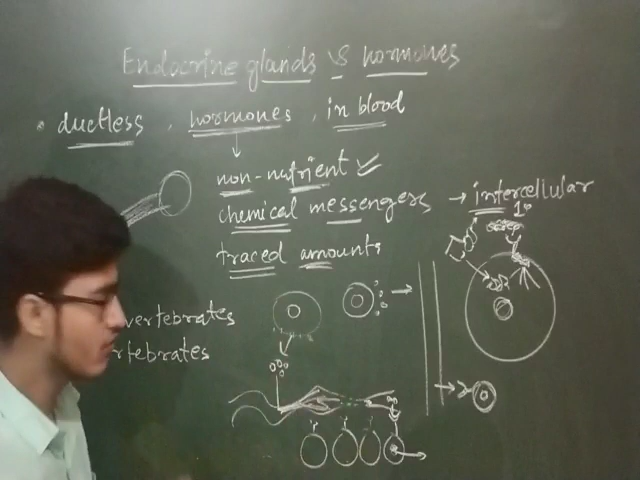 Endocrine glands & hormones
• ductless, hormones, in blood
non-nutrient
chemical messengers → intercellular
1°
traced amounts
vertebrates
rtebrates